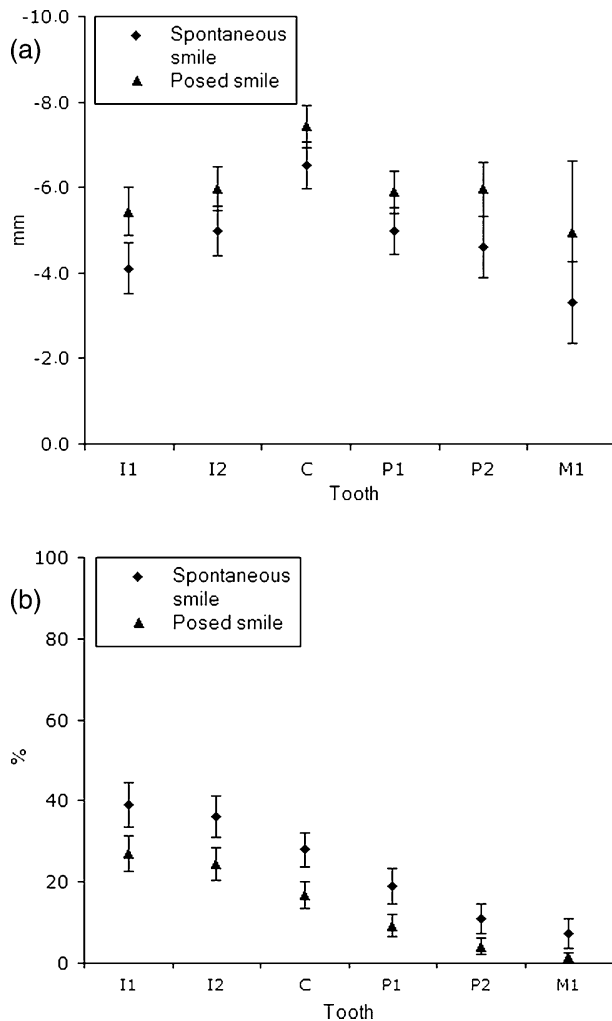 (a)
Spontaneous
smile
Posed smile
-10.0
-8.0
-6.0
-4.0
-2.0
0.0
mm
I1 I2 C P1 P2 M1
Tooth
(b)
Spontaneous
smile
Posed smile
100
80
60
40
20
0
%
I1 I2 C P1 P2 M1
Tooth